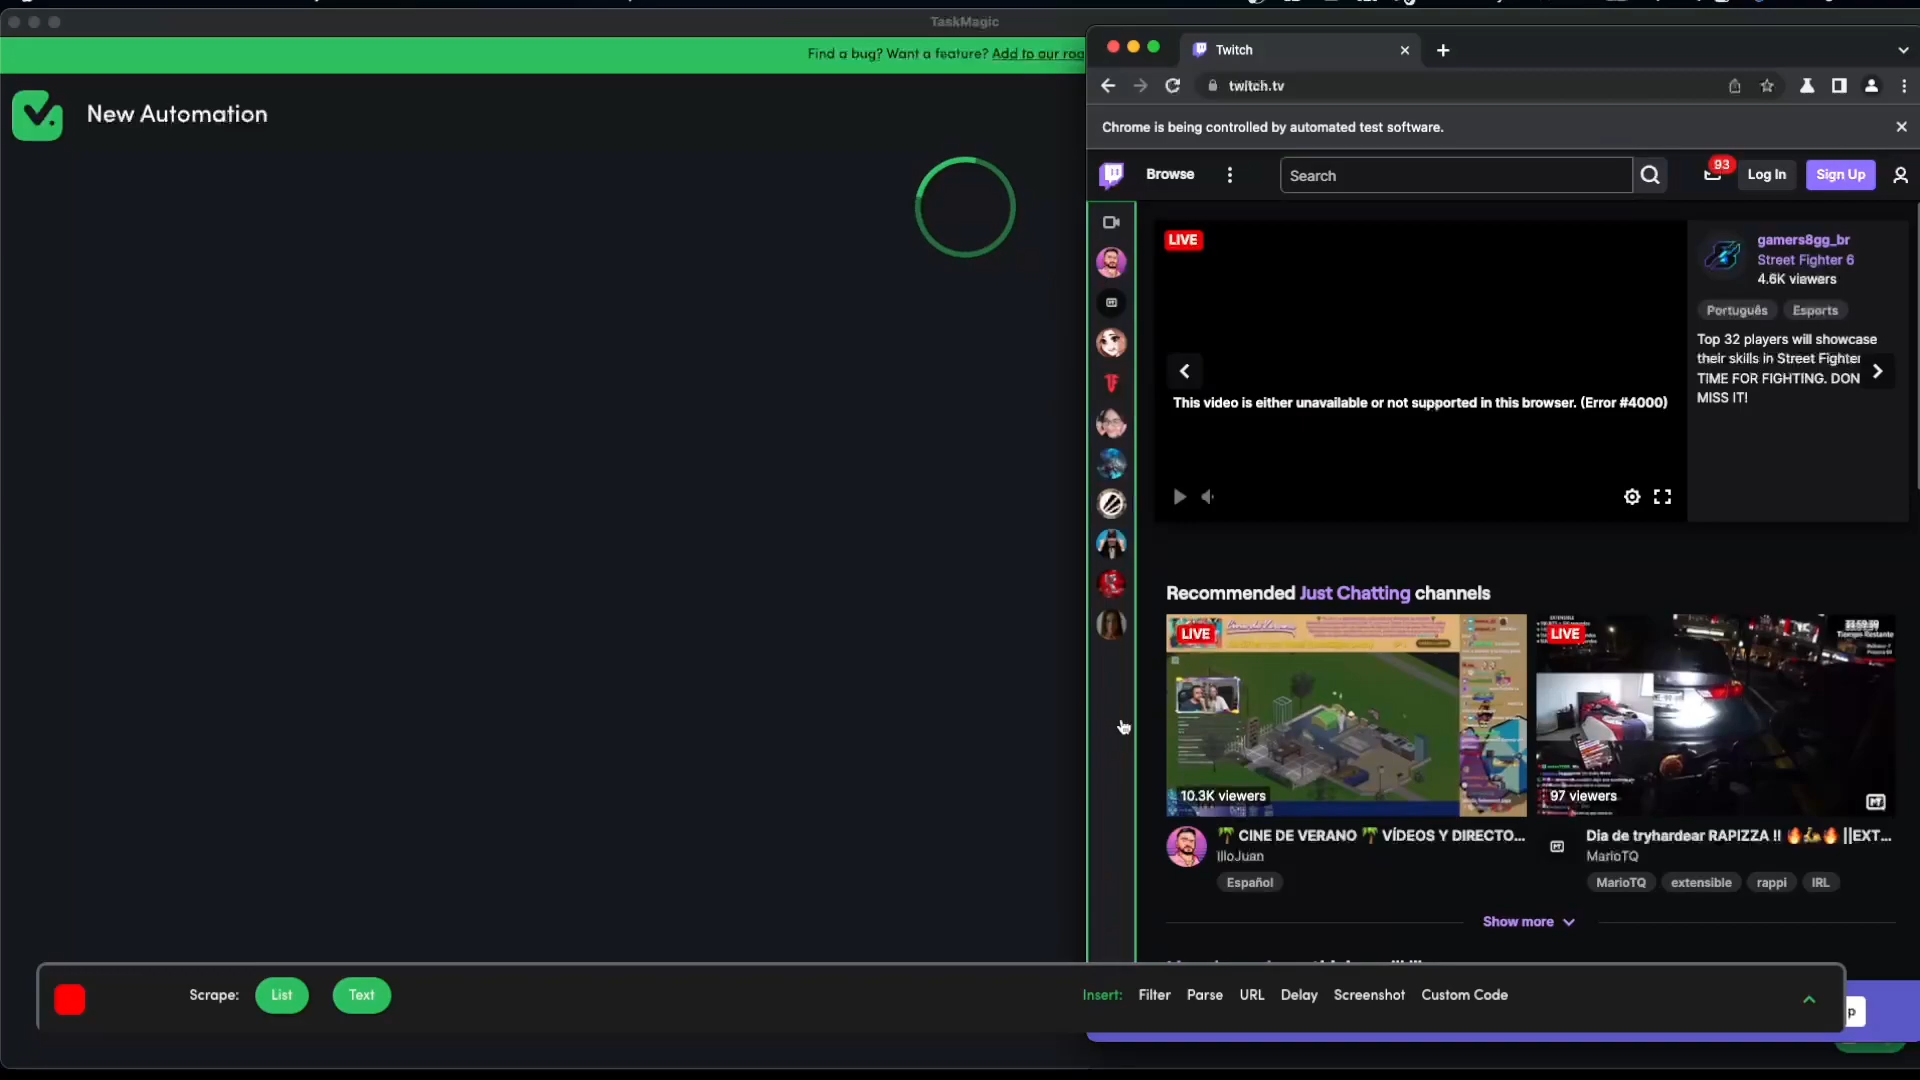 TaskMagic
Find a bug? Want a feature? Add to our roa
New Automation
Twitch
twitch.tv
Chrome is being controlled by automated test software.
Browse
Search
93
Log In
Sign Up
LIVE
gamers8gg_br
Street Fighter 6
4.6K viewers
Português
Esports
Top 32 players will showcase
their skills in Street Fighter
TIME FOR FIGHTING. DON
MISS IT!
This video is either unavailable or not supported in this browser. (Error #4000)
Recommended Just Chatting channels
LIVE
10.3K viewers
LIVE
97 viewers
🌴 CINE DE VERANO 🌴 VÍDEOS Y DIRECTO...
IlloJuan
Español
Dia de tryhardear RAPIZZA !! 🔥🛵🔥 ||EXT...
MarioTQ
MarioTQ
extensible
rappi
IRL
Show more
Scrape:
List
Text
Insert:
Filter
Parse
URL
Delay
Screenshot
Custom Code
p